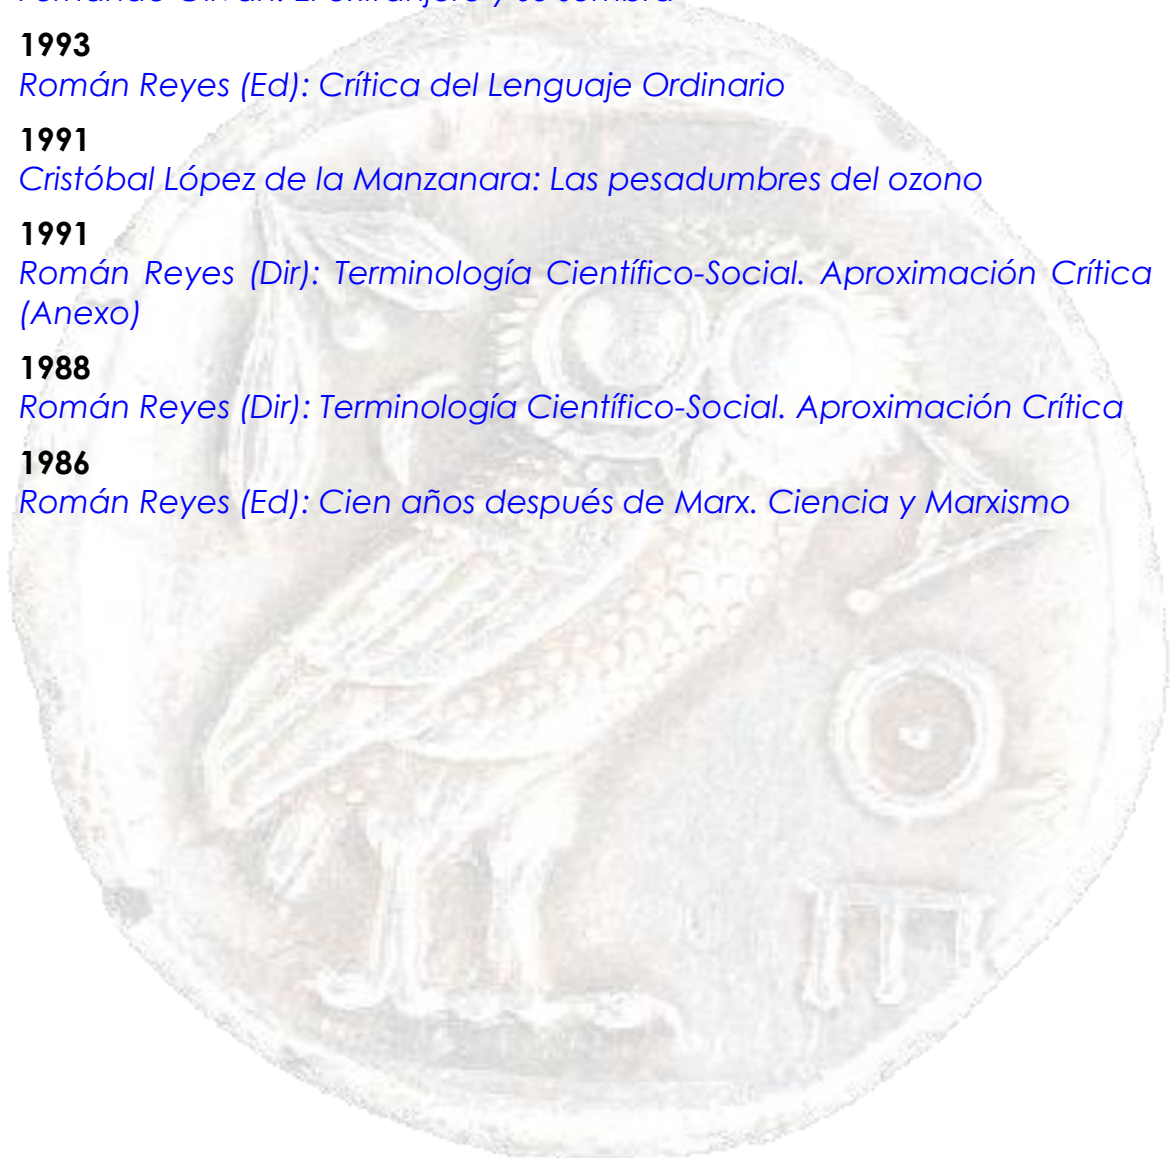 1993
Román Reyes (Ed): Crítica del Lenguaje Ordinario
1991
Cristóbal López de la Manzanara: Las pesadumbres del ozono
1991
Román Reyes (Dir): Terminología Científico-Social. Aproximación Crítica
(Anexo)
1988
Román Reyes (Dir): Terminología Científico-Social. Aproximación Crítica
1986
Román Reyes (Ed): Cien años después de Marx. Ciencia y Marxismo